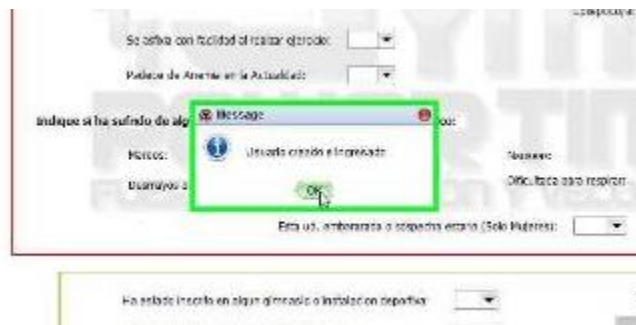 Se asfixia con facilidad al realizar ejercicio:
Padece de Anemia en la Actualidad:
Indique si ha sufrido de alg
Message
Mareos:
Usuario creado e ingresado
Nauseas:
Desmayos o
OK
Dificultada para respirar:
Esta ud. embarazada o sospecha estarlo (Solo Mujeres):
Ha estado inscrito en algun gimnasio o instalacion deportiva: